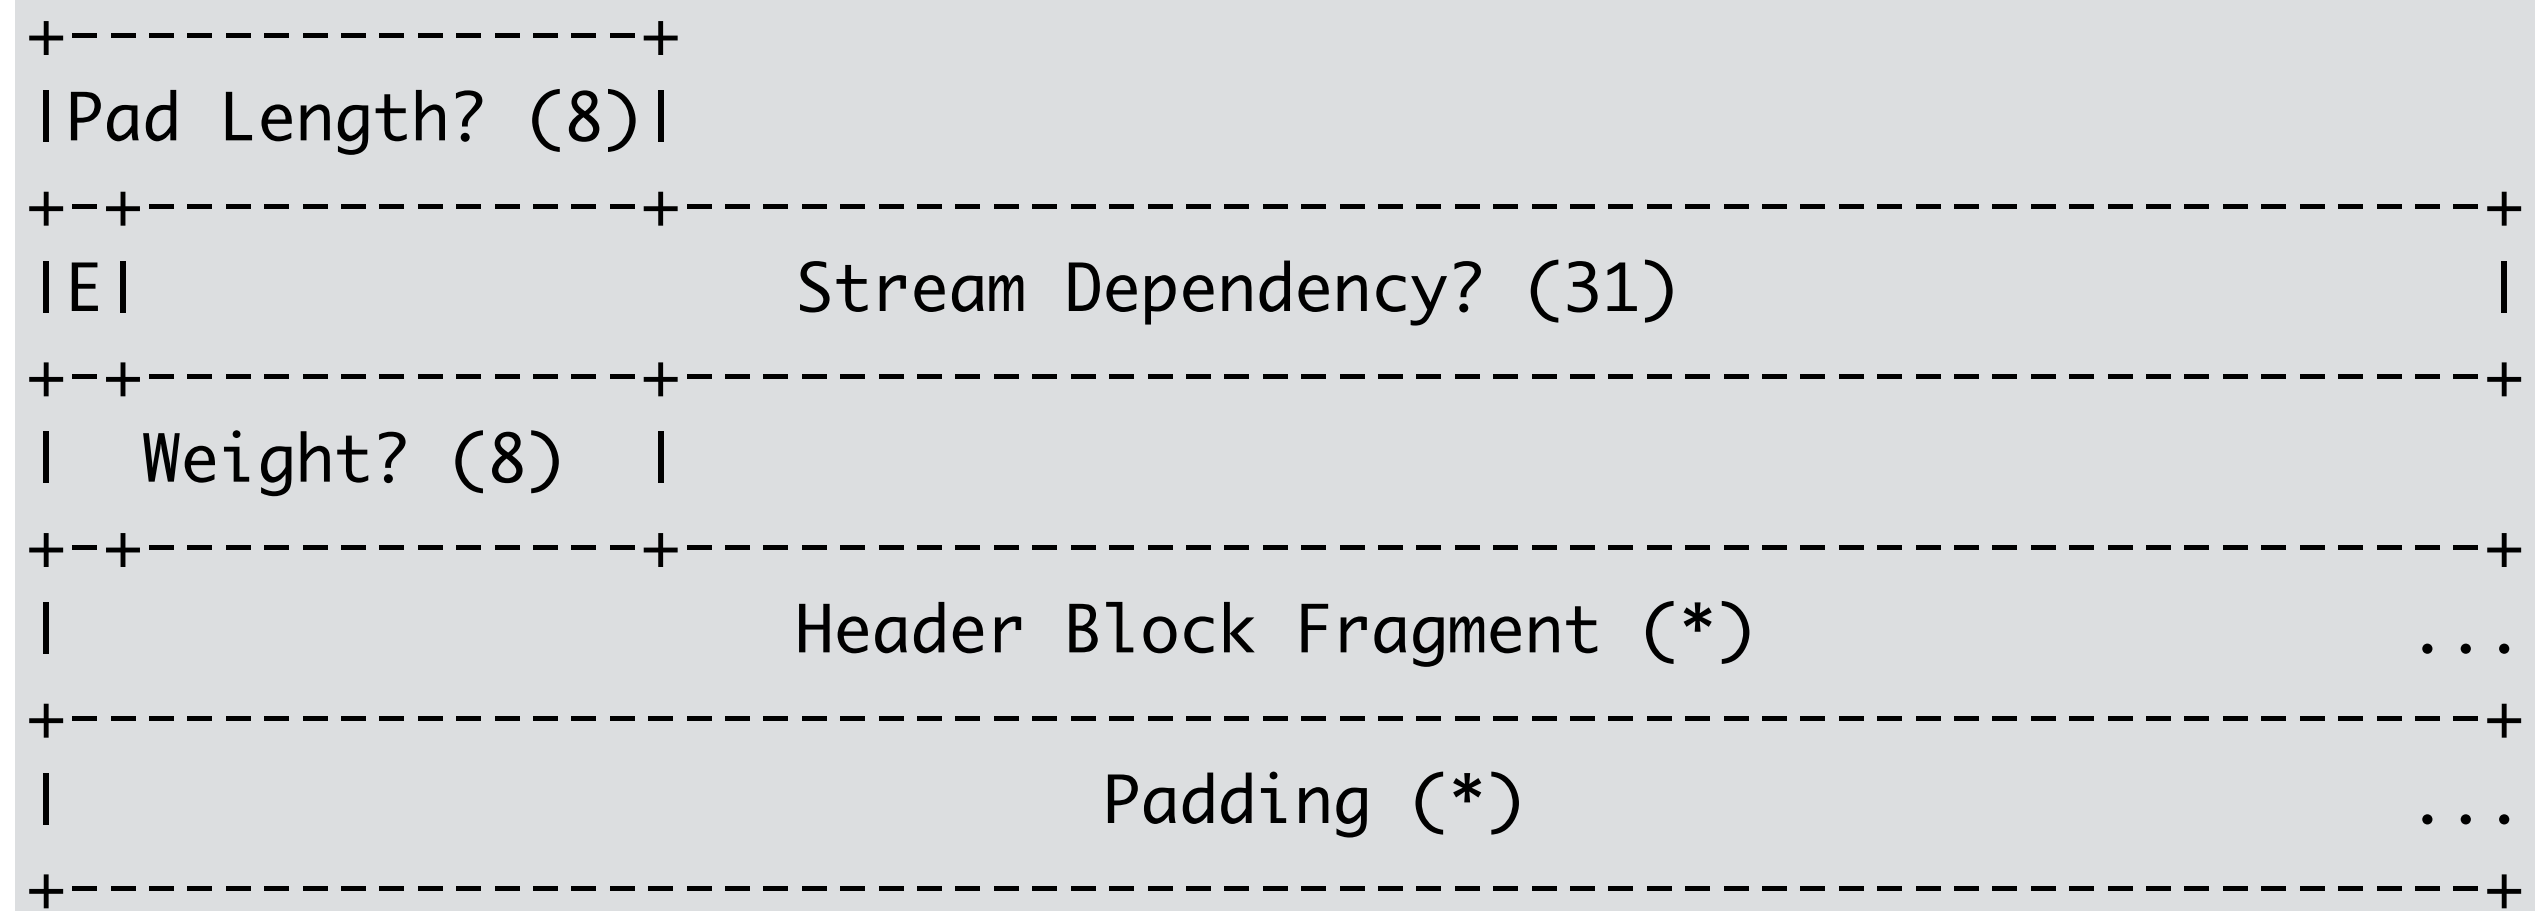 +---------------+
|Pad Length? (8)|
+-+-------------+-----------------------------------------------+
|E|                 Stream Dependency? (31)                     |
+-+-------------+-----------------------------------------------+
|  Weight? (8)  |
+-+-------------+-----------------------------------------------+
|                   Header Block Fragment (*)                 ...
+---------------------------------------------------------------+
|                           Padding (*)                       ...
+---------------------------------------------------------------+